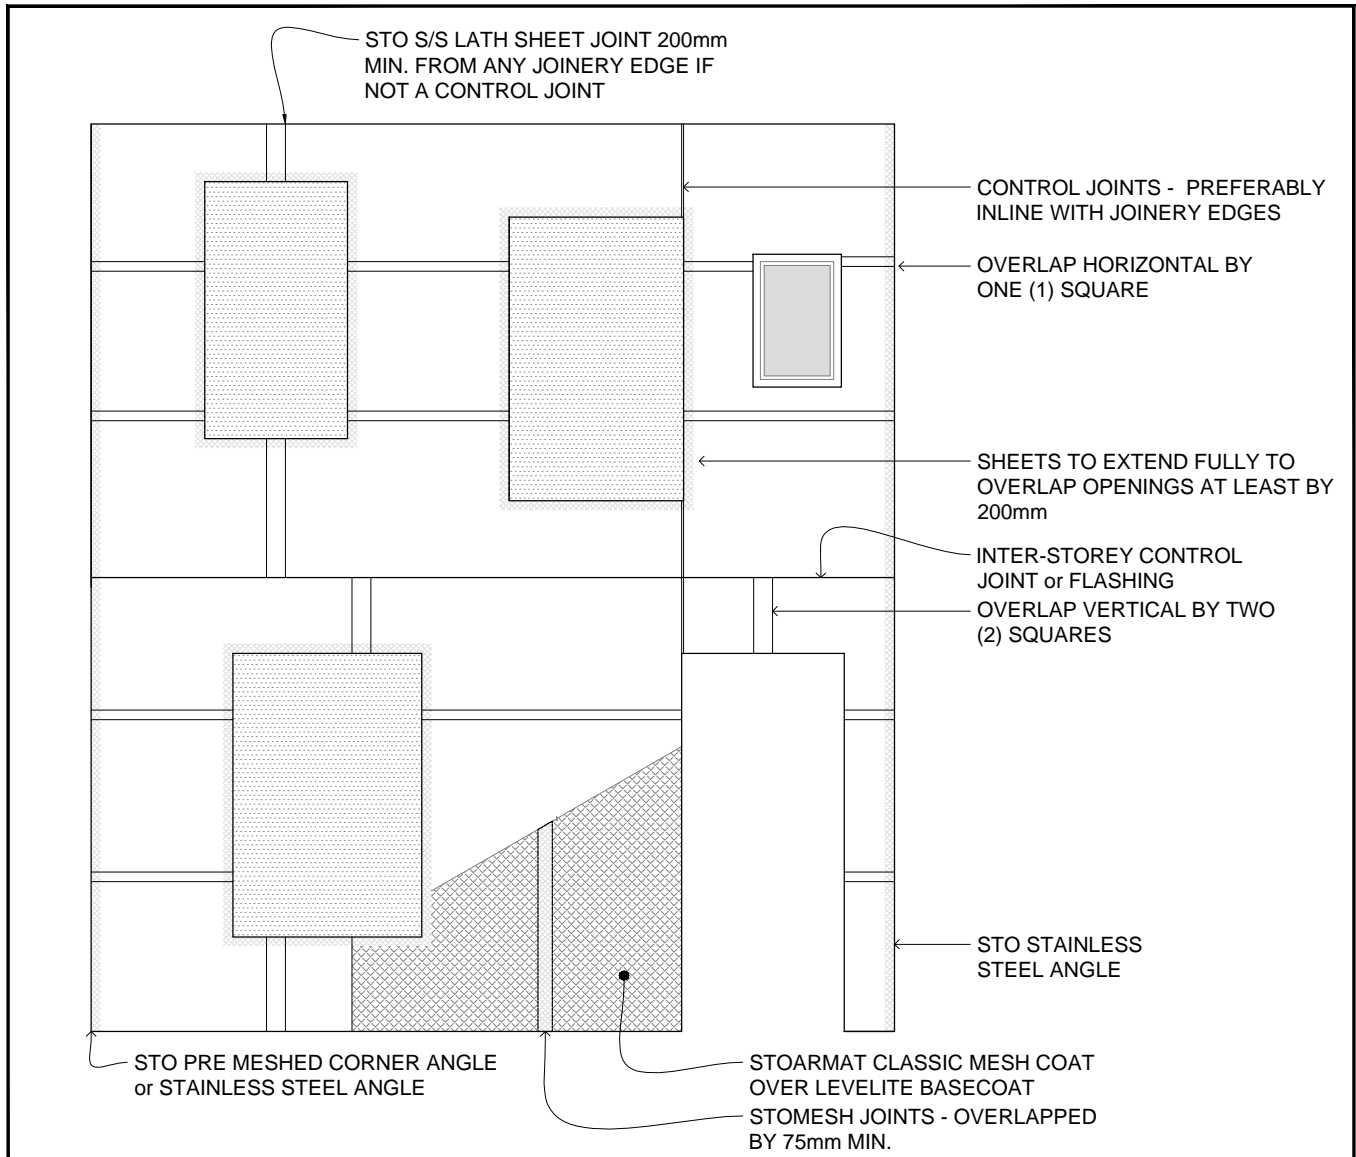 STO S/S LATH SHEET JOINT 200mm
MIN. FROM ANY JOINERY EDGE IF
NOT A CONTROL JOINT
CONTROL JOINTS - PREFERABLY
INLINE WITH JOINERY EDGES
OVERLAP HORIZONTAL BY
ONE (1) SQUARE
SHEETS TO EXTEND FULLY TO
OVERLAP OPENINGS AT LEAST BY
200mm
INTER-STOREY CONTROL
JOINT or FLASHING
OVERLAP VERTICAL BY TWO
(2) SQUARES
STO STAINLESS
STEEL ANGLE
STO PRE MESHED CORNER ANGLE
or STAINLESS STEEL ANGLE
STOARMAT CLASSIC MESH COAT
OVER LEVELITE BASECOAT
STOMESH JOINTS - OVERLAPPED
BY 75mm MIN.